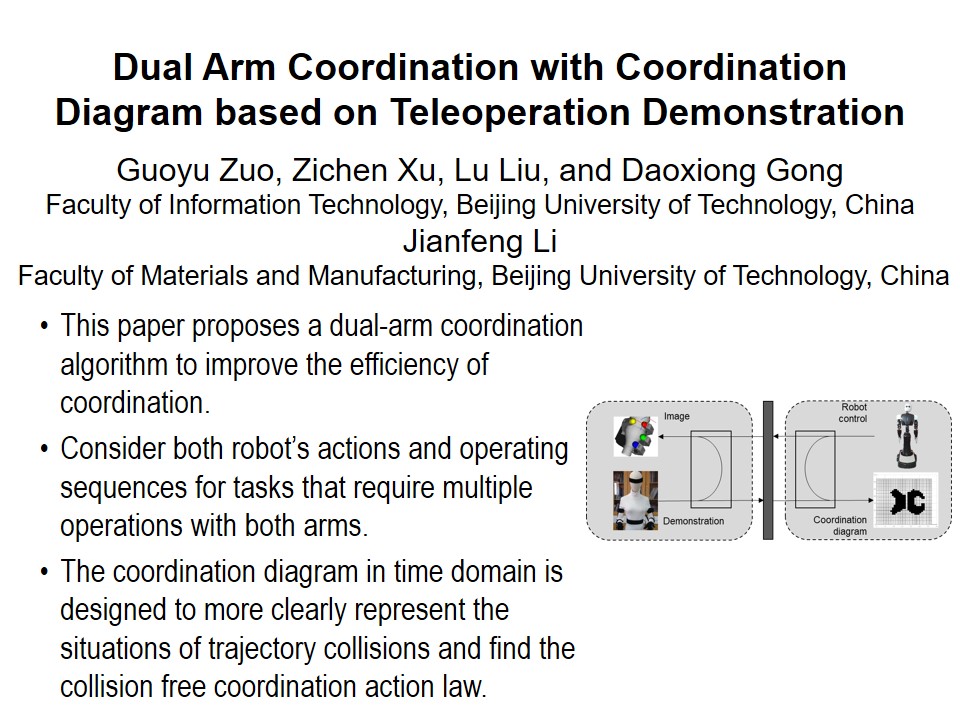 Dual Arm Coordination with Coordination
Diagram based on Teleoperation Demonstration
Guoyu Zuo, Zichen Xu, Lu Liu, and Daoxiong Gong
Faculty of Information Technology, Beijing University of Technology, China
Jianfeng Li
Faculty of Materials and Manufacturing, Beijing University of Technology, China
• This paper proposes a dual-arm coordination
algorithm to improve the efficiency of
coordination.
• Consider both robot's actions and operating
sequences for tasks that require multiple
operations with both arms.
• The coordination diagram in time domain is
designed to more clearly represent the
situations of trajectory collisions and find the
collision free coordination action law.
Image
Demonstration
Robot
control
Coordination
diagram